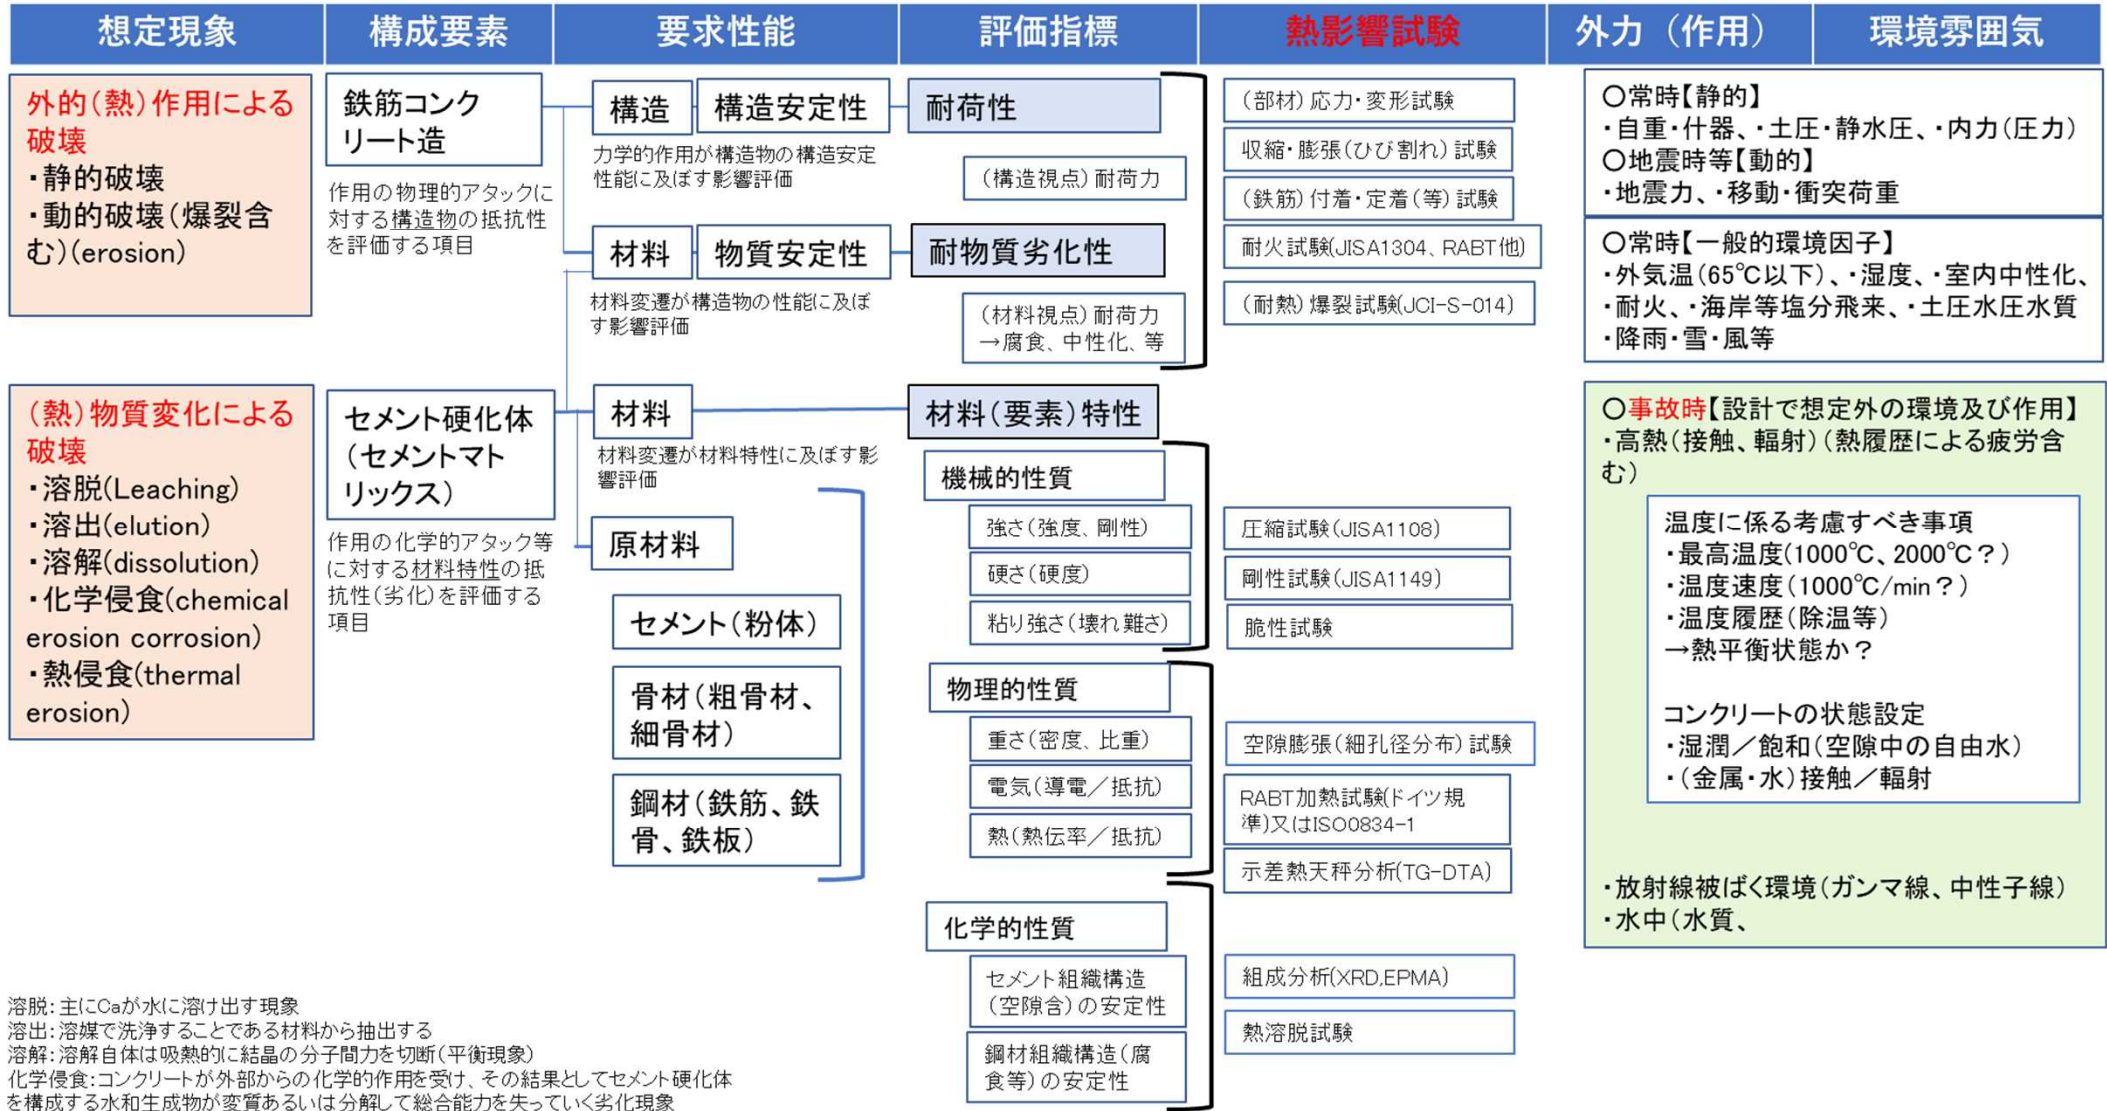 想定現象
構成要素
要求性能
評価指標
熱影響試験
外力（作用）
環境雰囲気
外的(熱)作用による
破壊
・静的破壊
・動的破壊(爆裂含
む)(erosion)
鉄筋コンク
リート造
作用の物理的アタックに
対する構造物の抵抗性
を評価する項目
構造
構造安定性
力学的作用が構造物の構造安定
性能に及ぼす影響評価
材料
物質安定性
材料変遷が構造物の性能に及ぼ
す影響評価
耐荷性
(構造視点)耐荷力
耐物質劣化性
(材料視点)耐荷力
→腐食、中性化、等
(部材)応力・変形試験
収縮・膨張(ひび割れ)試験
(鉄筋)付着・定着(等)試験
耐火試験(JISA1304、RABT他)
(耐熱)爆裂試験(JCI-S-014)
〇常時【静的】
・自重・什器、・土圧・静水圧、・内力(圧力)
〇地震時等【動的】
・地震力、・移動・衝突荷重
〇常時【一般的環境因子】
・外気温(65℃以下)、・湿度、・室内中性化、
・耐火、・海岸等塩分飛来、・土圧水圧水質
・降雨・雪・風等
(熱)物質変化による
破壊
・溶脱(Leaching)
・溶出(elution)
・溶解(dissolution)
・化学侵食(chemical
erosion corrosion)
・熱侵食(thermal
erosion)
セメント硬化体
(セメントマト
リックス)
作用の化学的アタック等
に対する材料特性の抵
抗性(劣化)を評価する
項目
材料
材料変遷が材料特性に及ぼす影
響評価
原材料
セメント(粉体)
骨材(粗骨材、
細骨材)
鋼材(鉄筋、鉄
骨、鉄板)
材料(要素)特性
機械的性質
強さ(強度、剛性)
硬さ(硬度)
粘り強さ(壊れ難さ)
物理的性質
重さ(密度、比重)
電気(導電／抵抗)
熱(熱伝率／抵抗)
化学的性質
セメント組織構造
(空隙含)の安定性
鋼材組織構造(腐
食等)の安定性
圧縮試験(JISA1108)
剛性試験(JISA1149)
脆性試験
空隙膨張(細孔径分布)試験
RABT加熱試験(ドイツ規
準)又はISO0834-1
示差熱天秤分析(TG-DTA)
組成分析(XRD,EPMA)
熱溶脱試験
〇事故時【設計で想定外の環境及び作用】
・高熱(接触、輻射)(熱履歴による疲労含
む)
温度に係る考慮すべき事項
・最高温度(1000℃、2000℃？)
・温度速度(1000℃/min？)
・温度履歴(除温等)
→熱平衡状態か？
コンクリートの状態設定
・湿潤／飽和(空隙中の自由水)
・(金属・水)接触／輻射
・放射線被ばく環境(ガンマ線、中性子線)
・水中(水質、
溶脱：主にCaが水に溶け出す現象
溶出：溶媒で洗浄することである材料から抽出する
溶解：溶解自体は吸熱的に結晶の分子間力を切断(平衡現象)
化学侵食：コンクリートが外部からの化学的作用を受け、その結果としてセメント硬化体
を構成する水和生成物が変質あるいは分解して総合能力を失っていく劣化現象